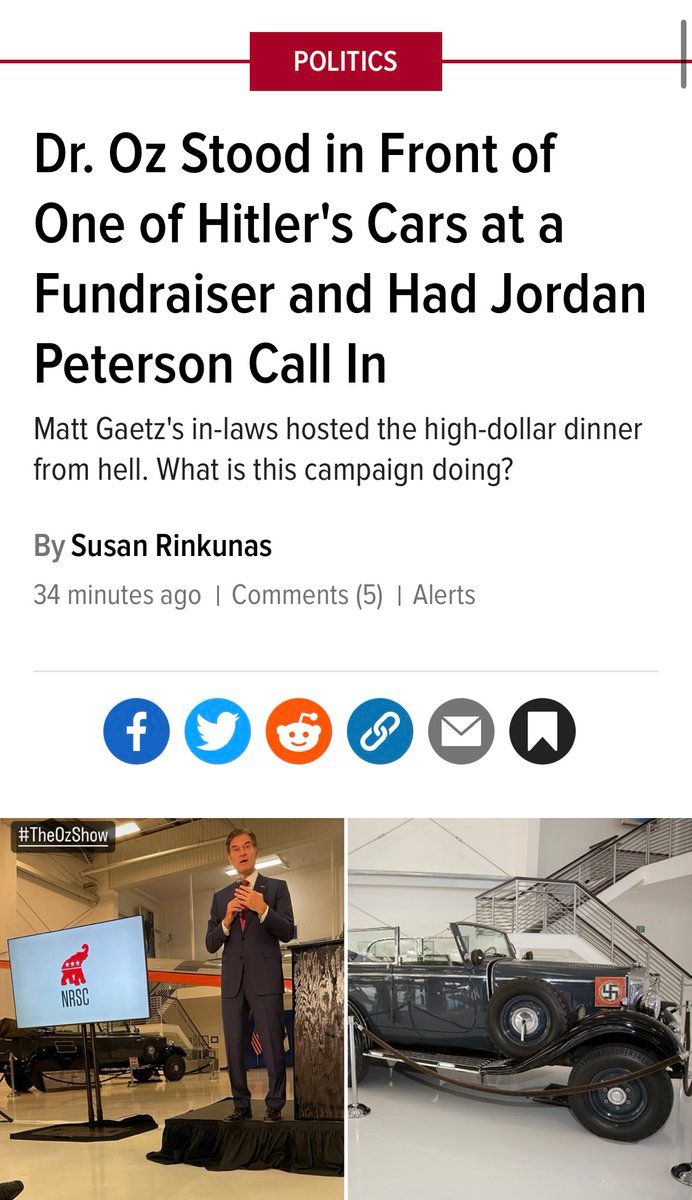 POLITICS
Dr. Oz Stood in Front of
One of Hitler's Cars at a
Fundraiser and Had Jordan
Peterson Call In
Matt Gaetz's in-laws hosted the high-dollar dinner
from hell. What is this campaign doing?
By Susan Rinkunas
34 minutes ago | Comments (5) | Alerts
#TheOzShow
NRSC